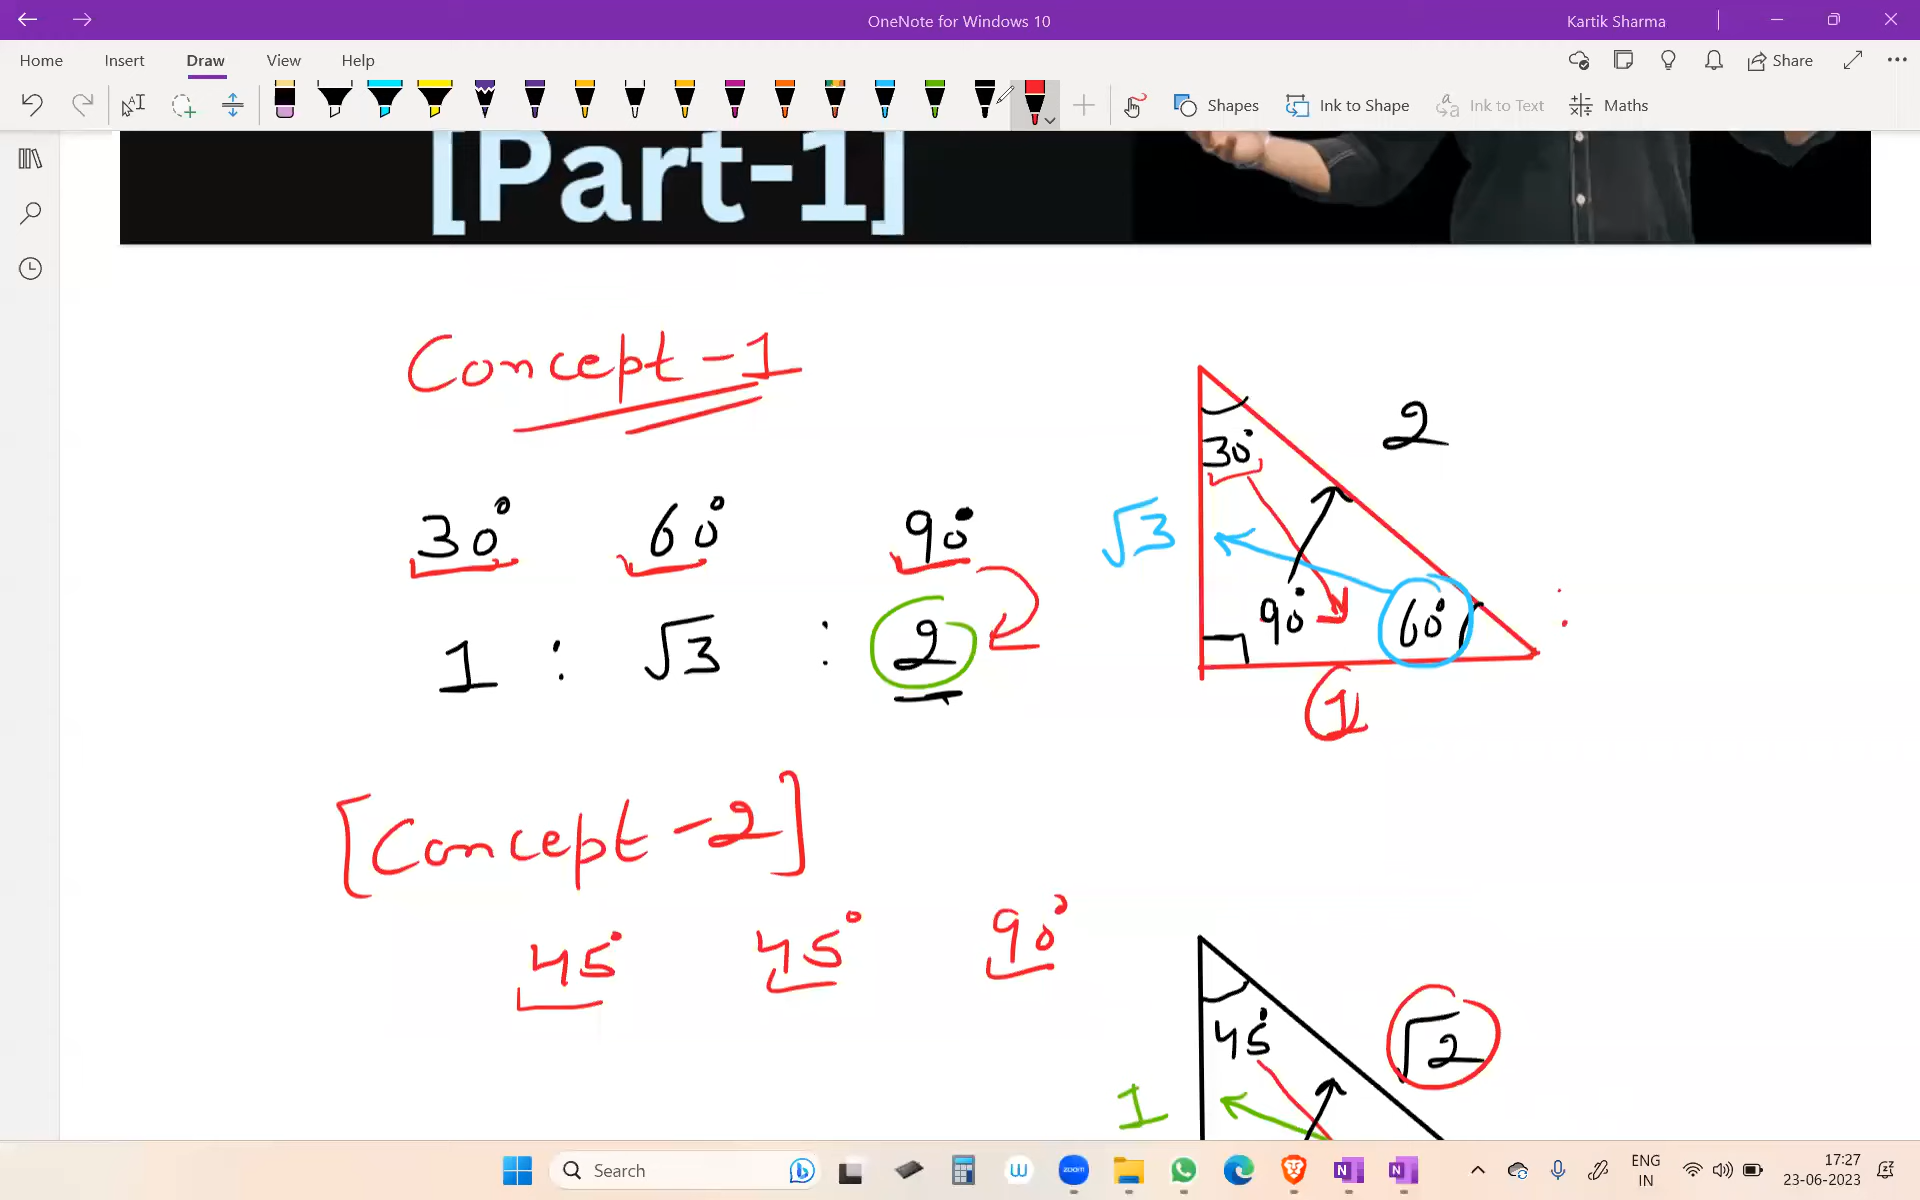 OneNote for Windows 10
Kartik Sharma
Home Insert Draw View Help
Share
Shapes Ink to Shape Ink to Text Maths
[Part-1]
Concept-1
30° 60° 90°
1 : √3 : 2
30°
2
√3
90° 60°
1
[Concept-2]
45° 45° 90°
45°
√2
1
Search
zoom
ENG
IN
17:27
23-06-2023